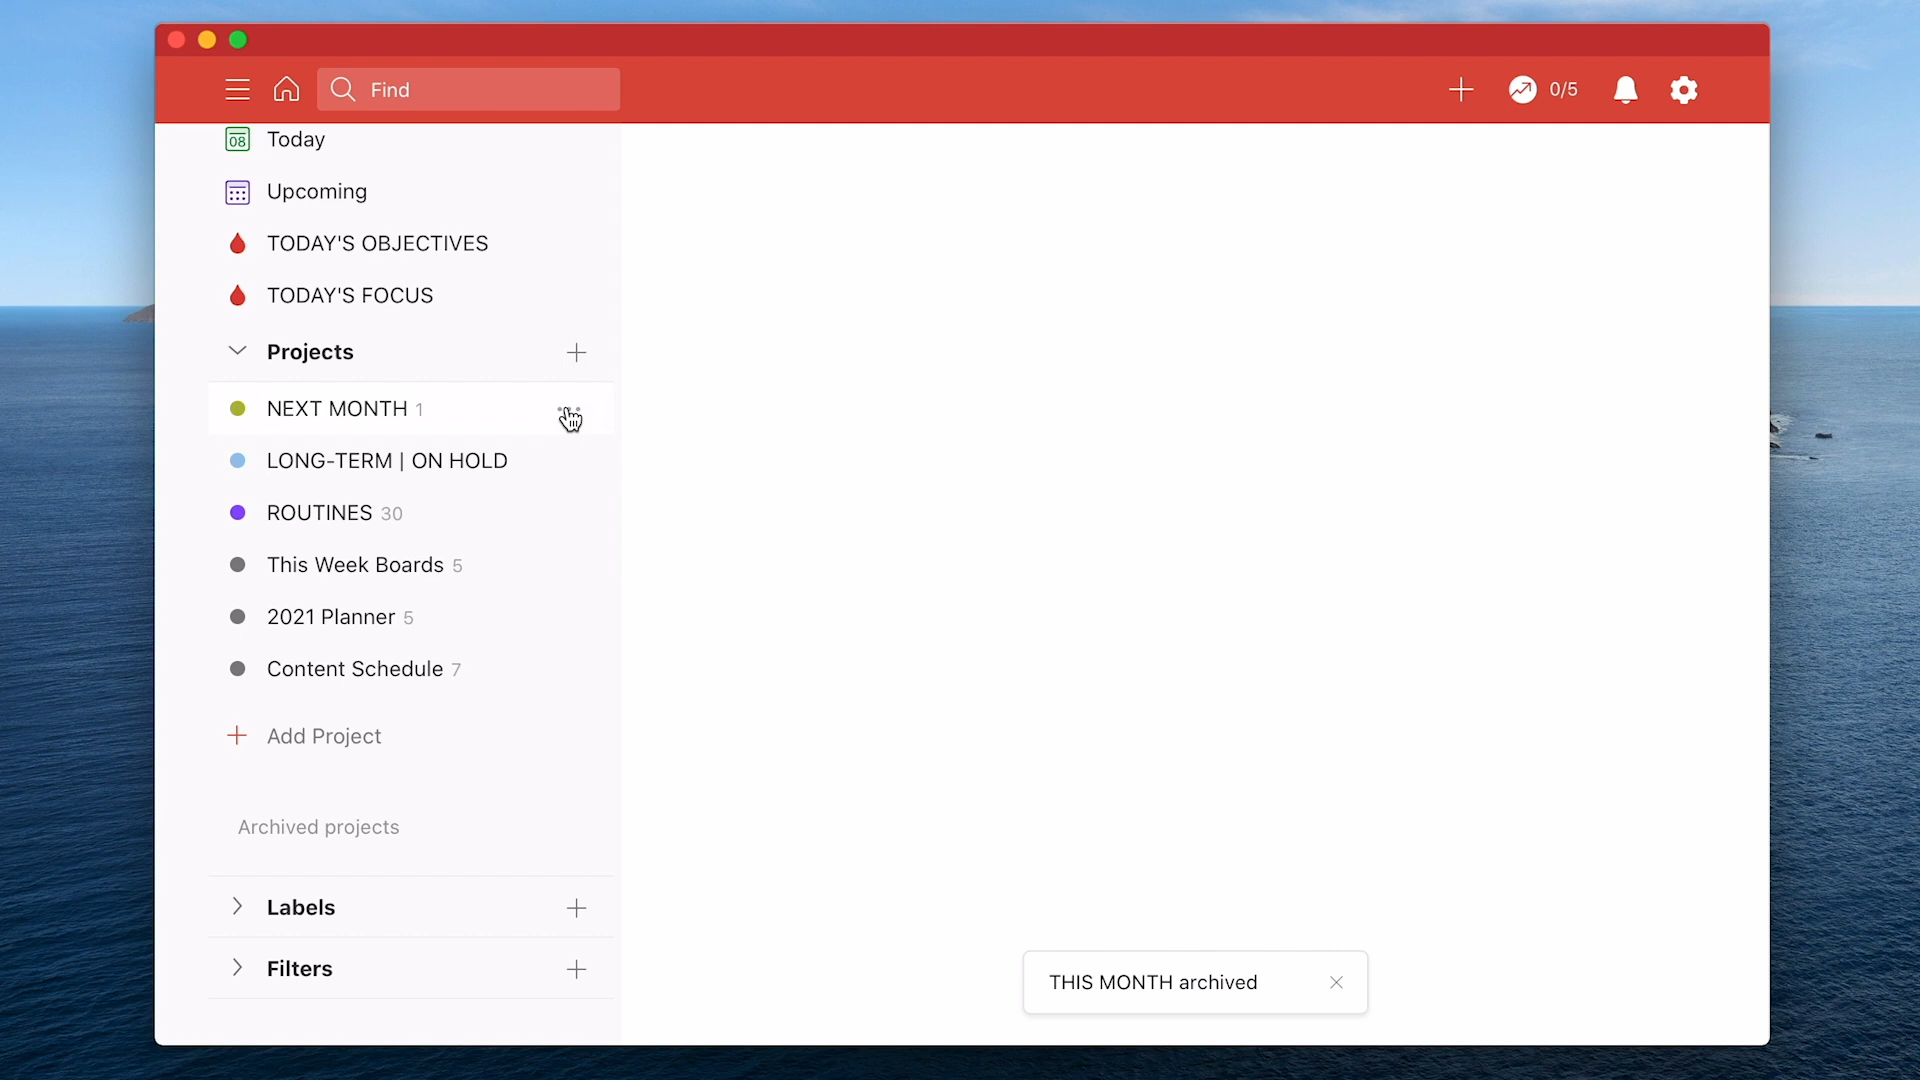 Find
0/5
08 Today
Upcoming
TODAY'S OBJECTIVES
TODAY'S FOCUS
Projects
NEXT MONTH 1
LONG-TERM | ON HOLD
ROUTINES 30
This Week Boards 5
2021 Planner 5
Content Schedule 7
Add Project
Archived projects
Labels
Filters
THIS MONTH archived